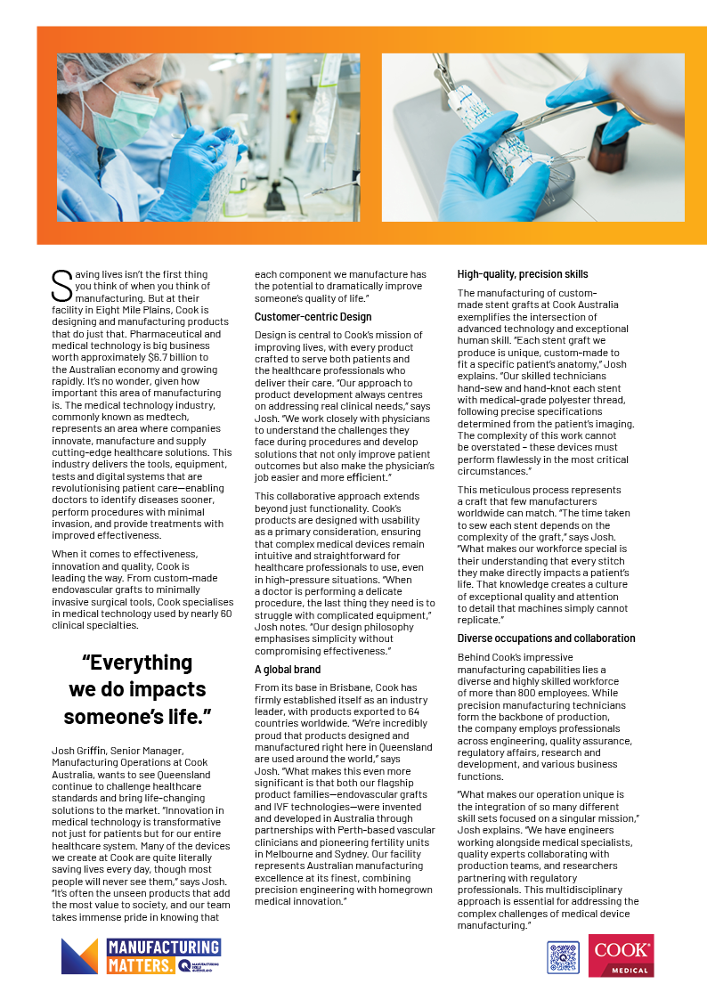 Saving lives isn't the first thing
you think of when you think of
manufacturing. But at their
facility in Eight Mile Plains, Cook is
designing and manufacturing products
that do just that. Pharmaceutical and
medical technology is big business
worth approximately $6.7 billion to
the Australian economy and growing
rapidly. It's no wonder, given how
important this area of manufacturing
is. The medical technology industry,
commonly known as medtech,
represents an area where companies
innovate, manufacture and supply
cutting-edge healthcare solutions. This
industry delivers the tools, equipment,
tests and digital systems that are
revolutionising patient care—enabling
doctors to identify diseases sooner,
perform procedures with minimal
invasion, and provide treatments with
improved effectiveness.
When it comes to effectiveness,
innovation and quality, Cook is
leading the way. From custom-made
endovascular grafts to minimally
invasive surgical tools, Cook specialises
in medical technology used by nearly 60
clinical specialties.
“Everything
we do impacts
someone's life.”
Josh Griffin, Senior Manager,
Manufacturing Operations at Cook
Australia, wants to see Queensland
continue to challenge healthcare
standards and bring life-changing
solutions to the market. “Innovation in
medical technology is transformative
not just for patients but for our entire
healthcare system. Many of the devices
we create at Cook are quite literally
saving lives every day, though most
people will never see them,” says Josh.
“It's often the unseen products that add
the most value to society, and our team
takes immense pride in knowing that
each component we manufacture has
the potential to dramatically improve
someone's quality of life.”
Customer-centric Design
Design is central to Cook's mission of
improving lives, with every product
crafted to serve both patients and
the healthcare professionals who
deliver their care. “Our approach to
product development always centres
on addressing real clinical needs,” says
Josh. “We work closely with physicians
to understand the challenges they
face during procedures and develop
solutions that not only improve patient
outcomes but also make the physician's
job easier and more efficient.”
This collaborative approach extends
beyond just functionality. Cook's
products are designed with usability
as a primary consideration, ensuring
that complex medical devices remain
intuitive and straightforward for
healthcare professionals to use, even
in high-pressure situations. “When
a doctor is performing a delicate
procedure, the last thing they need is to
struggle with complicated equipment,”
Josh notes. “Our design philosophy
emphasises simplicity without
compromising effectiveness.”
A global brand
From its base in Brisbane, Cook has
firmly established itself as an industry
leader, with products exported to 64
countries worldwide. “We're incredibly
proud that products designed and
manufactured right here in Queensland
are used around the world,” says
Josh. “What makes this even more
significant is that both our flagship
product families—endovascular grafts
and IVF technologies—were invented
and developed in Australia through
partnerships with Perth-based vascular
clinicians and pioneering fertility units
in Melbourne and Sydney. Our facility
represents Australian manufacturing
excellence at its finest, combining
precision engineering with homegrown
medical innovation.”
High-quality, precision skills
The manufacturing of custom-
made stent grafts at Cook Australia
exemplifies the intersection of
advanced technology and exceptional
human skill. “Each stent graft we
produce is unique, custom-made to
fit a specific patient's anatomy,” Josh
explains. “Our skilled technicians
hand-sew and hand-knot each stent
with medical-grade polyester thread,
following precise specifications
determined from the patient's imaging.
The complexity of this work cannot
be overstated – these devices must
perform flawlessly in the most critical
circumstances.”
This meticulous process represents
a craft that few manufacturers
worldwide can match. “The time taken
to sew each stent depends on the
complexity of the graft,” says Josh.
“What makes our workforce special is
their understanding that every stitch
they make directly impacts a patient's
life. That knowledge creates a culture
of exceptional quality and attention
to detail that machines simply cannot
replicate.”
Diverse occupations and collaboration
Behind Cook's impressive
manufacturing capabilities lies a
diverse and highly skilled workforce
of more than 800 employees. While
precision manufacturing technicians
form the backbone of production,
the company employs professionals
across engineering, quality assurance,
regulatory affairs, research and
development, and various business
functions.
“What makes our operation unique is
the integration of so many different
skill sets focused on a singular mission,”
Josh explains. “We have engineers
working alongside medical specialists,
quality experts collaborating with
production teams, and researchers
partnering with regulatory
professionals. This multidisciplinary
approach is essential for addressing the
complex challenges of medical device
manufacturing.”
MANUFACTURING
MATTERS.
MANUFACTURING
SKILLS
QUEENSLAND
COOK®
MEDICAL